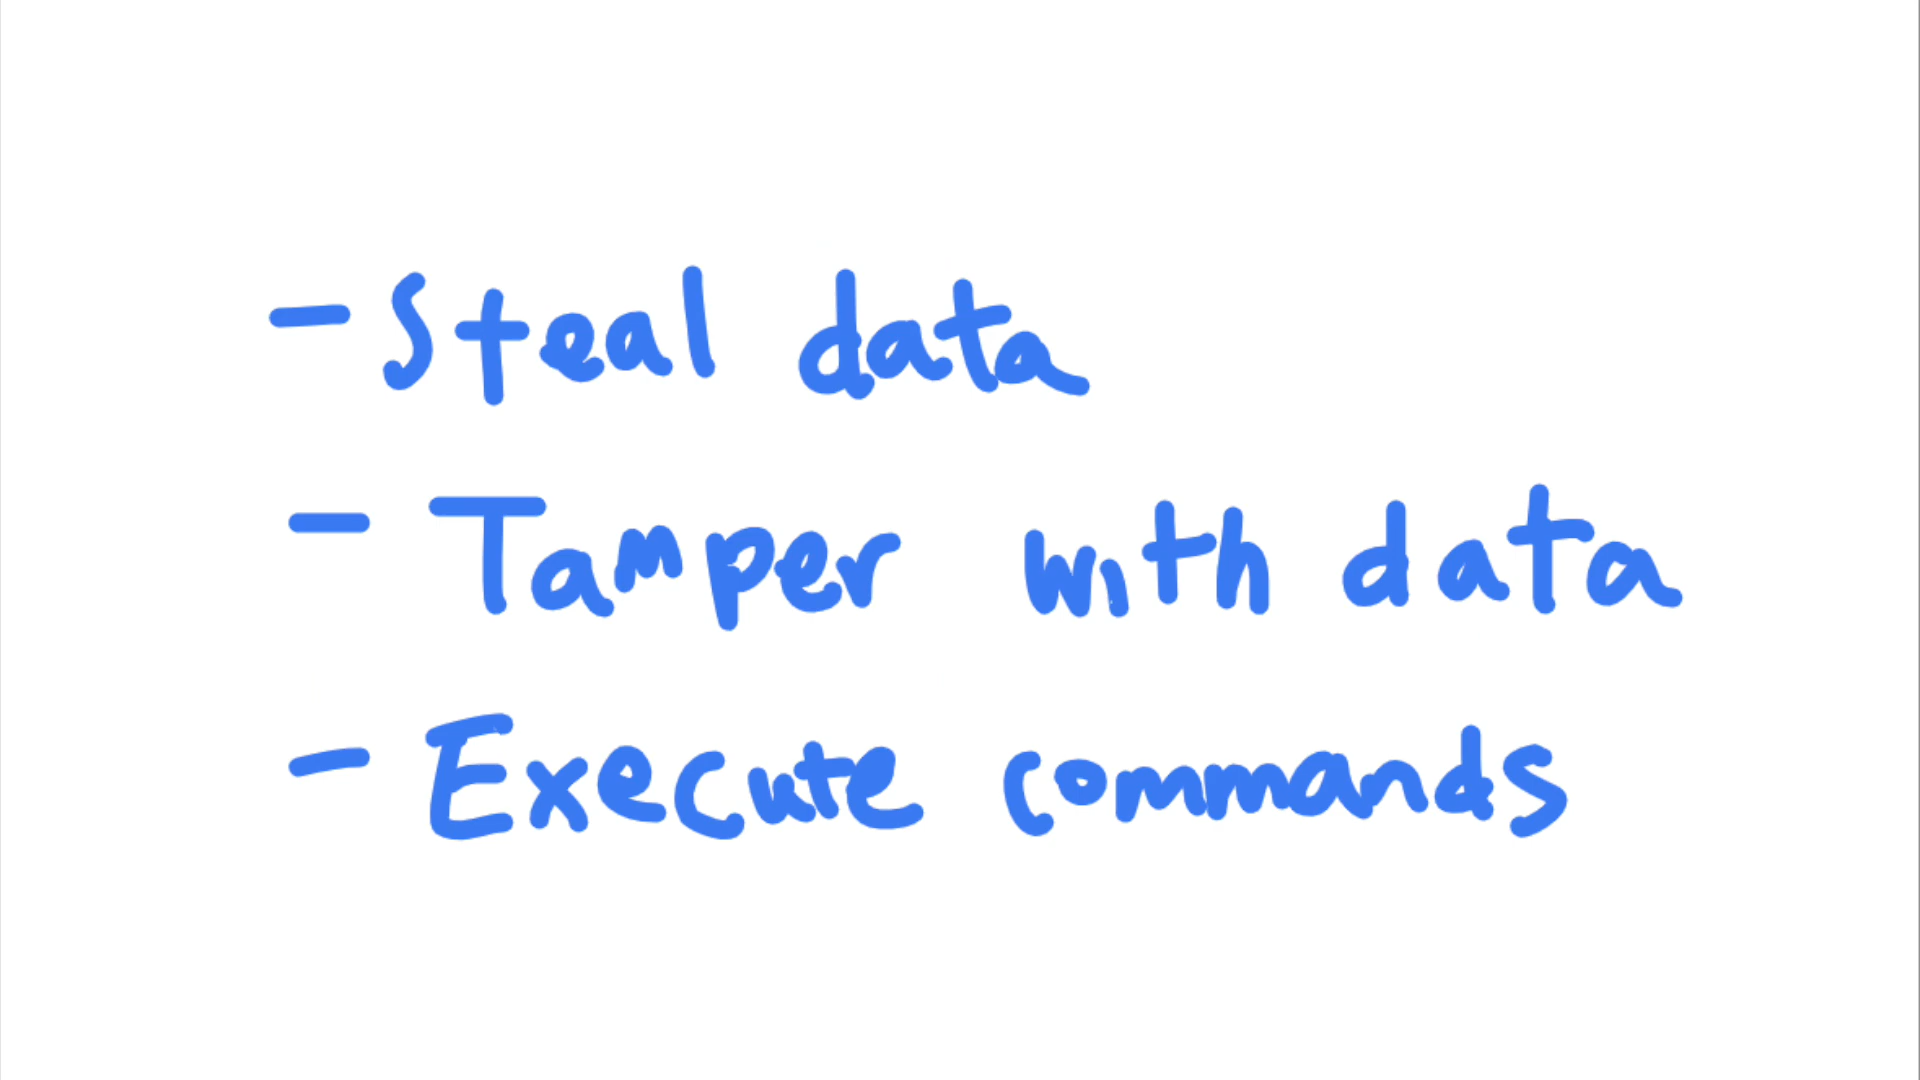 - Steal data
- Tamper with data
- Execute commands